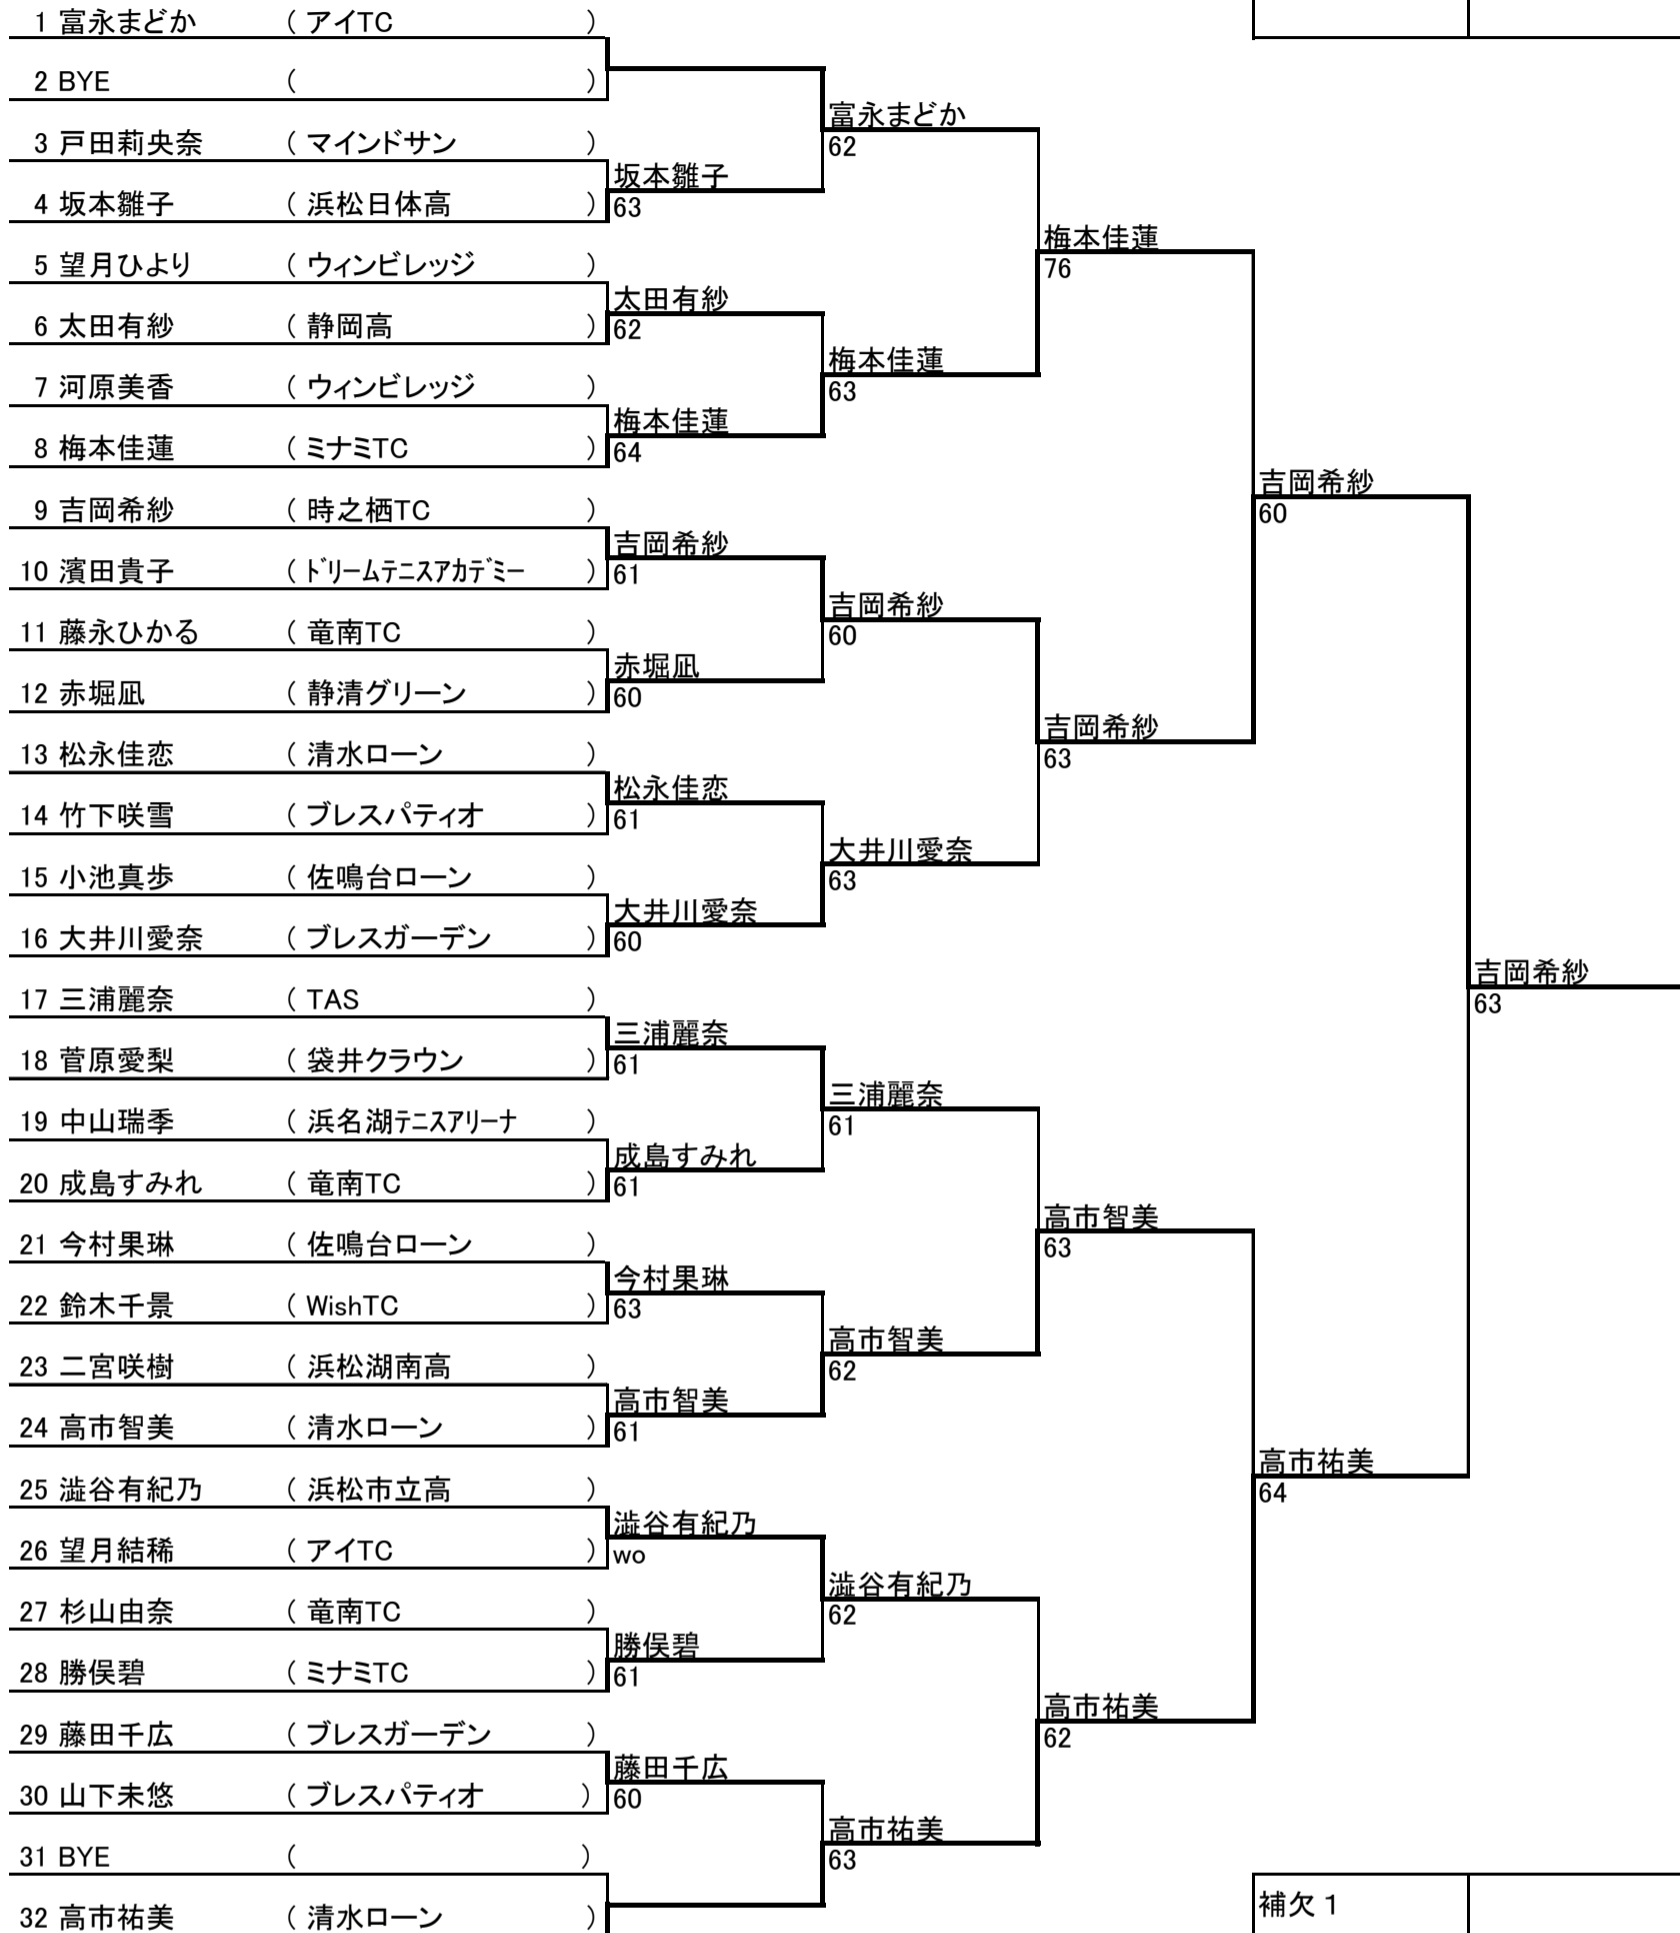 1 富永まどか ( アイTC )
2 BYE ( )
富永まどか
62
3 戸田莉央奈 ( マインドサン )
坂本雛子
63
4 坂本雛子 ( 浜松日体高 )
梅本佳蓮
76
5 望月ひより ( ウィンビレッジ )
太田有紗
62
6 太田有紗 ( 静岡高 )
梅本佳蓮
63
7 河原美香 ( ウィンビレッジ )
梅本佳蓮
64
8 梅本佳蓮 ( ミナミTC )
吉岡希紗
60
9 吉岡希紗 ( 時之栖TC )
吉岡希紗
61
10 濱田貴子 ( ﾄﾞﾘｰﾑﾃﾆｽｱｶﾃﾞﾐｰ )
吉岡希紗
60
11 藤永ひかる ( 竜南TC )
赤堀凪
60
12 赤堀凪 ( 静清グリーン )
吉岡希紗
63
13 松永佳恋 ( 清水ローン )
松永佳恋
61
14 竹下咲雪 ( ブレスパティオ )
大井川愛奈
63
15 小池真歩 ( 佐鳴台ローン )
大井川愛奈
60
16 大井川愛奈 ( ブレスガーデン )
吉岡希紗
63
17 三浦麗奈 ( TAS )
三浦麗奈
61
18 菅原愛梨 ( 袋井クラウン )
三浦麗奈
61
19 中山瑞季 ( 浜名湖ﾃﾆｽｱﾘｰﾅ )
成島すみれ
61
20 成島すみれ ( 竜南TC )
高市智美
63
21 今村果琳 ( 佐鳴台ローン )
今村果琳
63
22 鈴木千景 ( WishTC )
高市智美
62
23 二宮咲樹 ( 浜松湖南高 )
高市智美
61
24 高市智美 ( 清水ローン )
高市祐美
64
25 澁谷有紀乃 ( 浜松市立高 )
澁谷有紀乃
wo
26 望月結稀 ( アイTC )
澁谷有紀乃
62
27 杉山由奈 ( 竜南TC )
勝俣碧
61
28 勝俣碧 ( ミナミTC )
高市祐美
62
29 藤田千広 ( ブレスガーデン )
藤田千広
60
30 山下未悠 ( ブレスパティオ )
高市祐美
63
31 BYE ( )
32 高市祐美 ( 清水ローン )
補欠 1